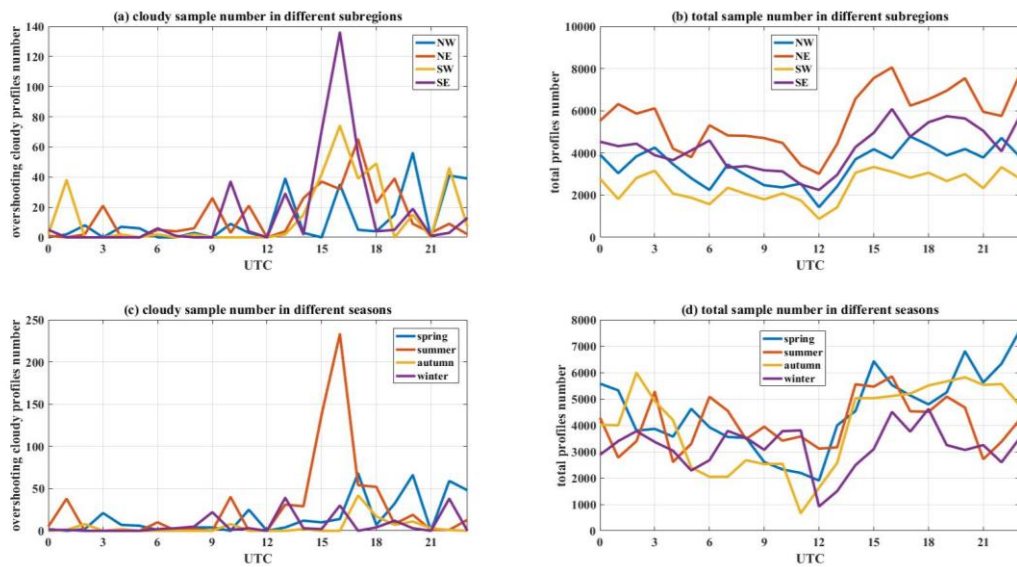 (a) cloudy sample number in different subregions
overshooting cloudy profiles number
140
120
100
80
60
40
20
0
NW
NE
SW
SE
0 3 6 9 12 15 18 21
UTC
(b) total sample number in different subregions
total profiles number
10000
8000
6000
4000
2000
0
NW
NE
SW
SE
0 3 6 9 12 15 18 21
UTC
(c) cloudy sample number in different seasons
overshooting cloudy profiles number
250
200
150
100
50
0
spring
summer
autumn
winter
0 3 6 9 12 15 18 21
UTC
(d) total sample number in different seasons
total profiles number
8000
7000
6000
5000
4000
3000
2000
1000
0
spring
summer
autumn
winter
0 3 6 9 12 15 18 21
UTC